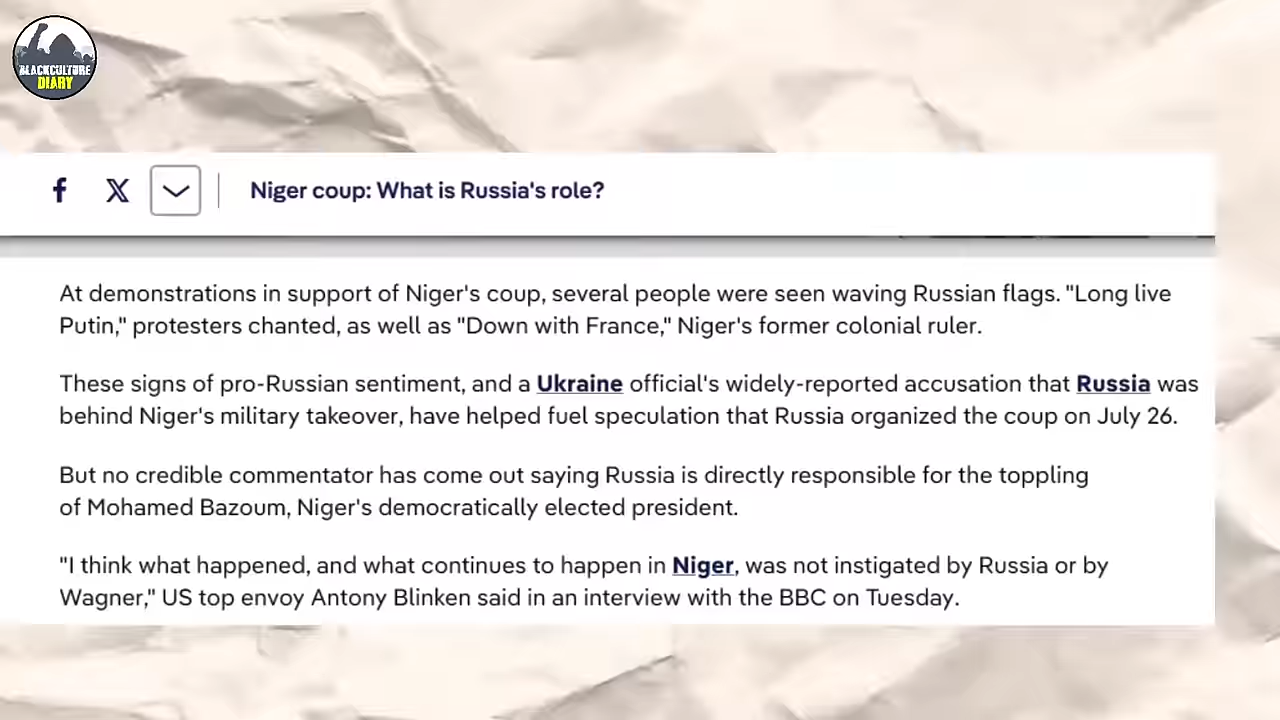 BLACKCULTURE
DIARY
f X Niger coup: What is Russia's role?
At demonstrations in support of Niger's coup, several people were seen waving Russian flags. "Long live
Putin," protesters chanted, as well as "Down with France," Niger's former colonial ruler.
These signs of pro-Russian sentiment, and a Ukraine official's widely-reported accusation that Russia was
behind Niger's military takeover, have helped fuel speculation that Russia organized the coup on July 26.
But no credible commentator has come out saying Russia is directly responsible for the toppling
of Mohamed Bazoum, Niger's democratically elected president.
"I think what happened, and what continues to happen in Niger, was not instigated by Russia or by
Wagner," US top envoy Antony Blinken said in an interview with the BBC on Tuesday.